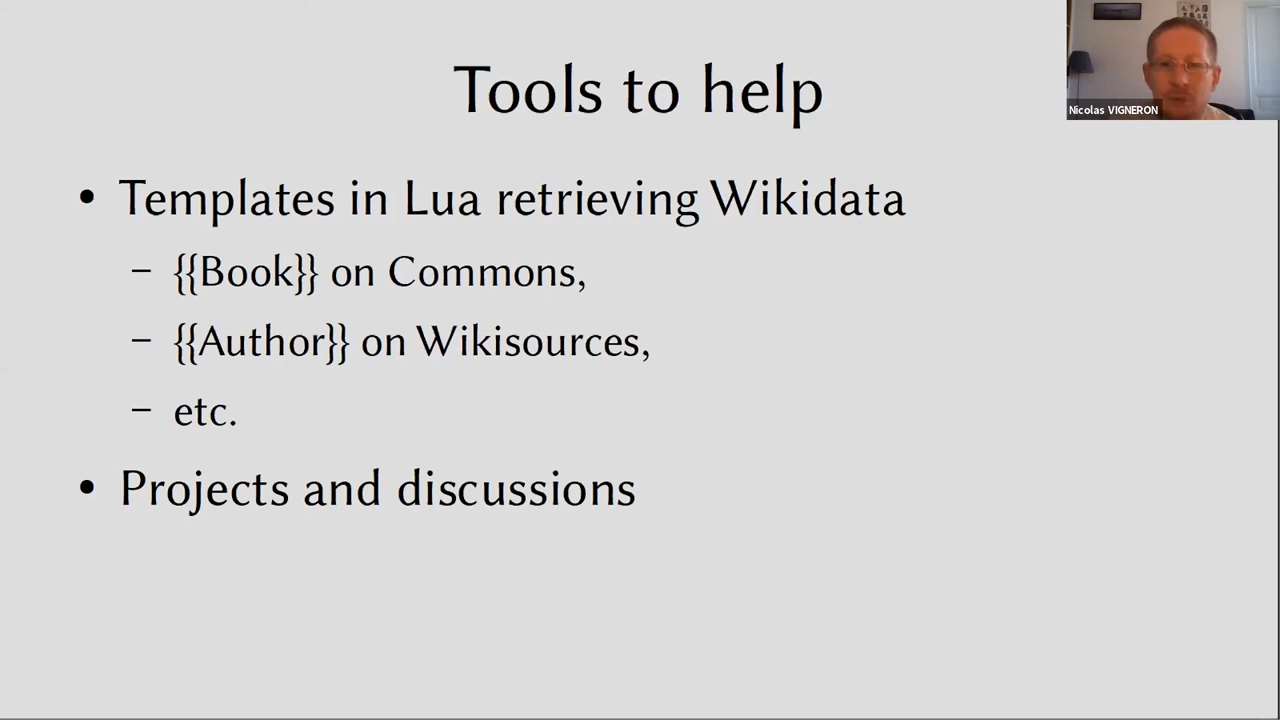 Tools to help
Nicolas VIGNERON
• Templates in Lua retrieving Wikidata
– {{Book}} on Commons,
– {{Author}} on Wikisources,
– etc.
• Projects and discussions